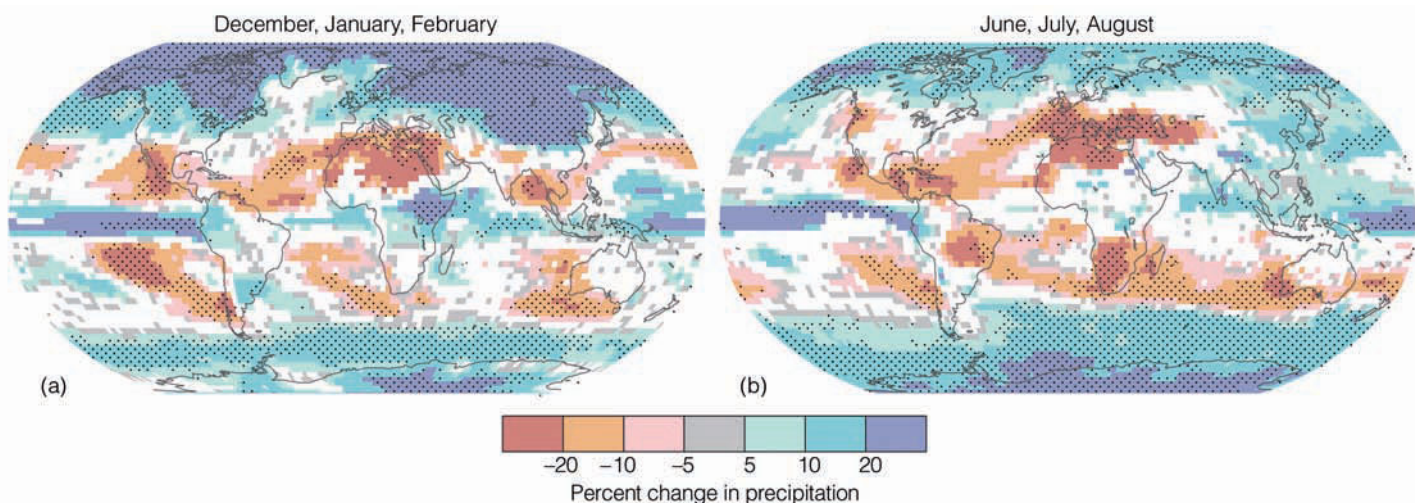 December, January, February
June, July, August
(a)
(b)
−20 −10 −5 5 10 20
Percent change in precipitation